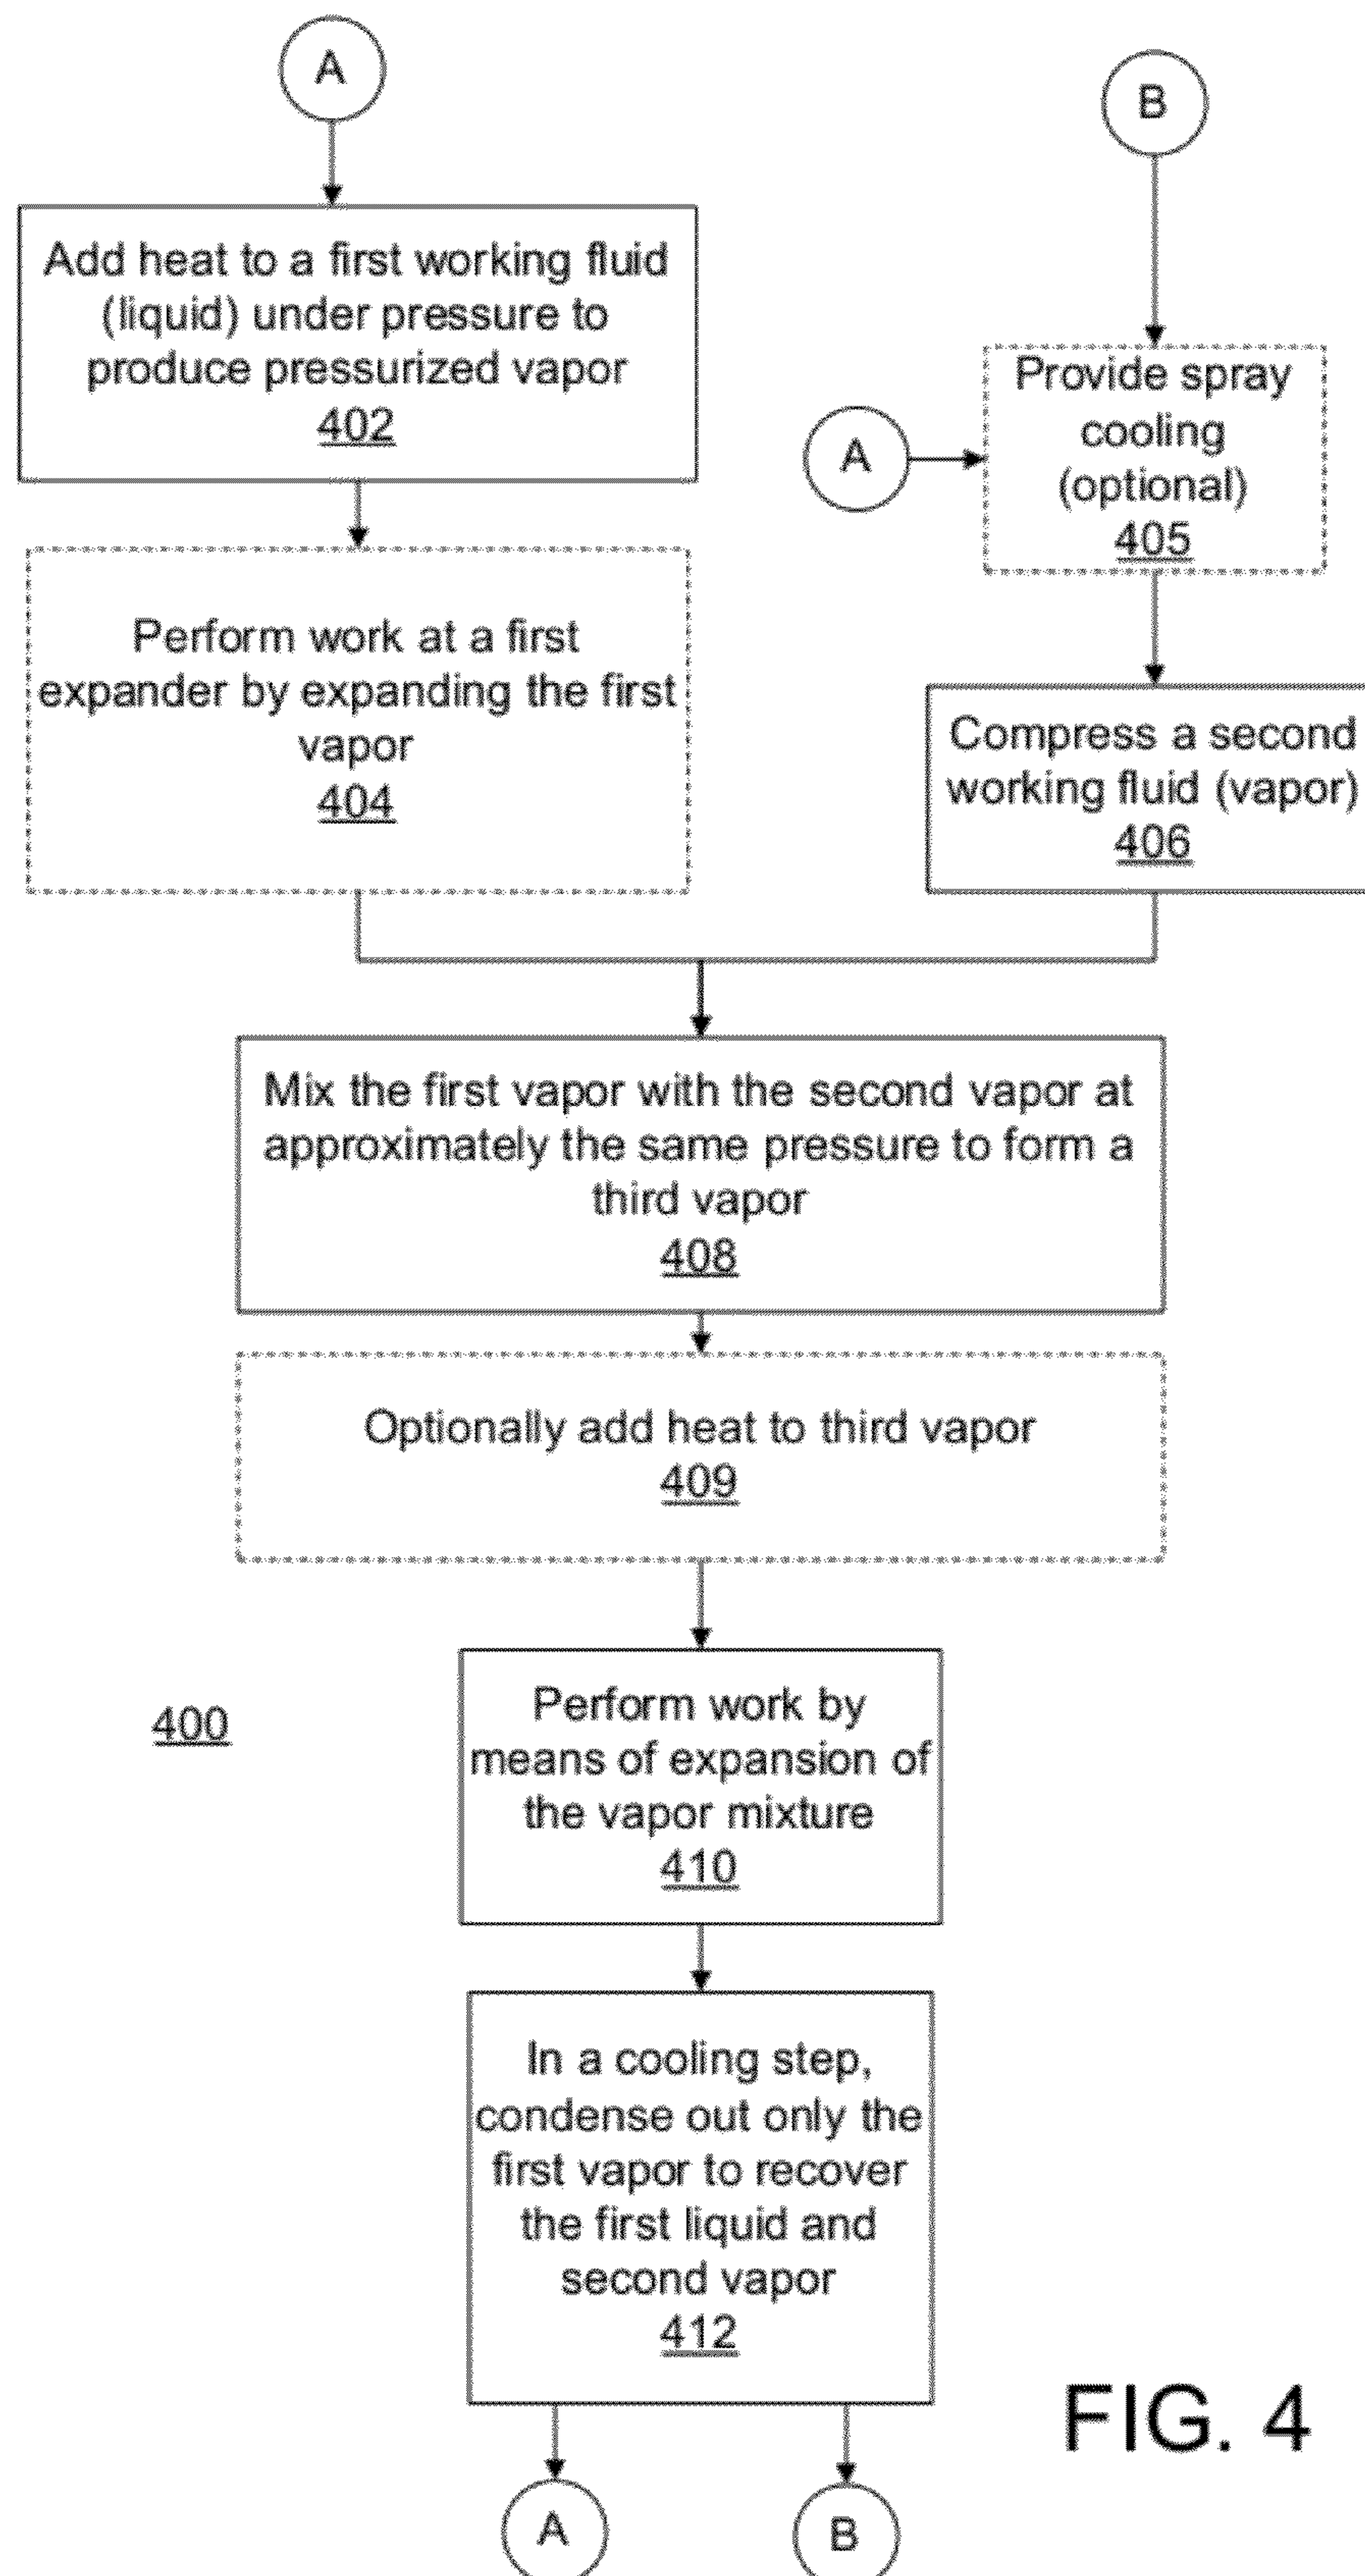 A
B
Add heat to a first working fluid
(liquid) under pressure to
produce pressurized vapor
402
Provide spray
cooling
(optional)
405
A
Perform work at a first
expander by expanding the first
vapor
404
Compress a second
working fluid (vapor)
406
Mix the first vapor with the second vapor at
approximately the same pressure to form a
third vapor
408
Optionally add heat to third vapor
409
400
Perform work by
means of expansion of
the vapor mixture
410
In a cooling step,
condense out only the
first vapor to recover
the first liquid and
second vapor
412
FIG. 4
A
B